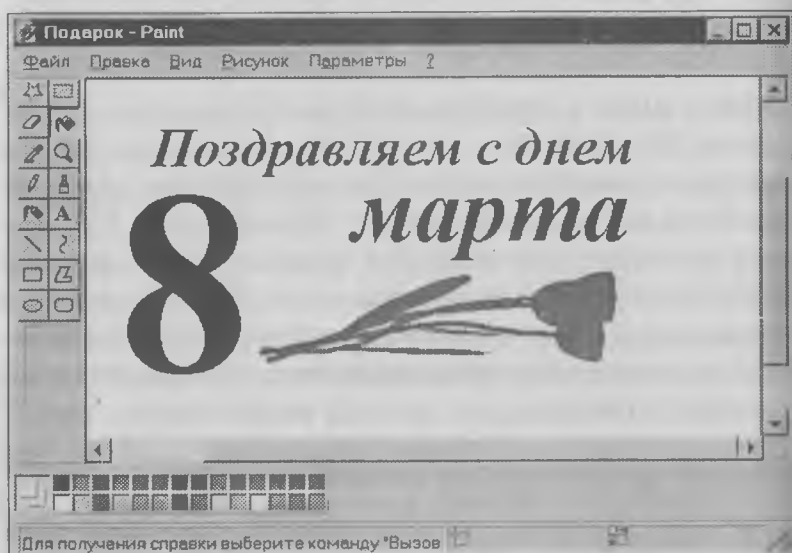 Подарок - Paint
Файл Правка Вид Рисунок Параметры ?
A
Поздравляем с днем
8 марта
Для получения справки выберите команду "Вызов